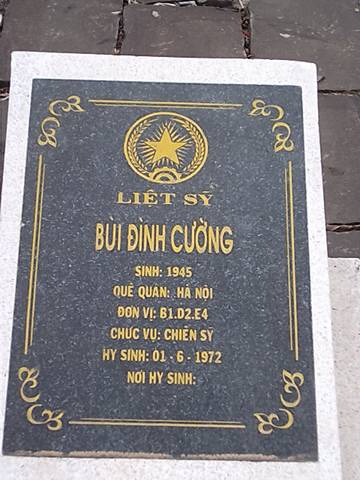 LIỆT SỸ
BÙI ĐÌNH CƯỜNG
SINH: 1945
QUÊ QUÁN: HÀ NỘI
ĐƠN VỊ: B1.D2.E4
CHỨC VỤ: CHIẾN SỸ
HY SINH: 01 - 6 - 1972
NƠI HY SINH: